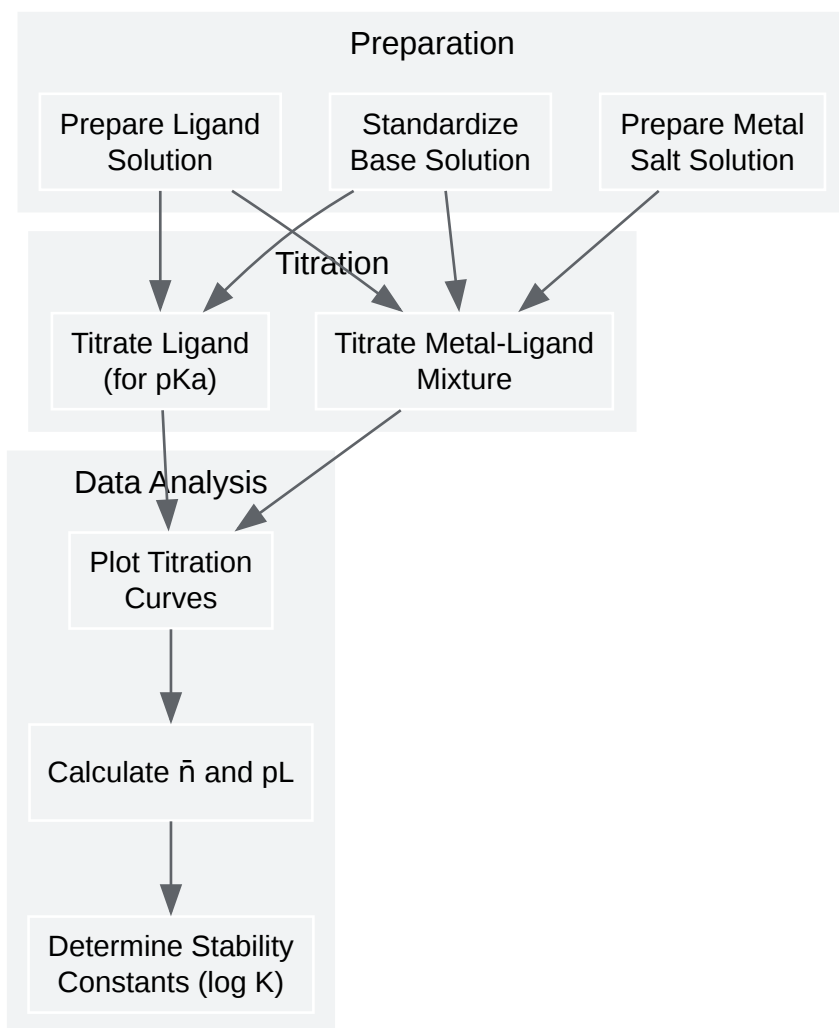 Preparation
Prepare Ligand
Solution
Standardize
Base Solution
Prepare Metal
Salt Solution
Titration
Titrate Ligand
(for pKa)
Titrate Metal-Ligand
Mixture
Data Analysis
Plot Titration
Curves
Calculate n̄ and pL
Determine Stability
Constants (log K)